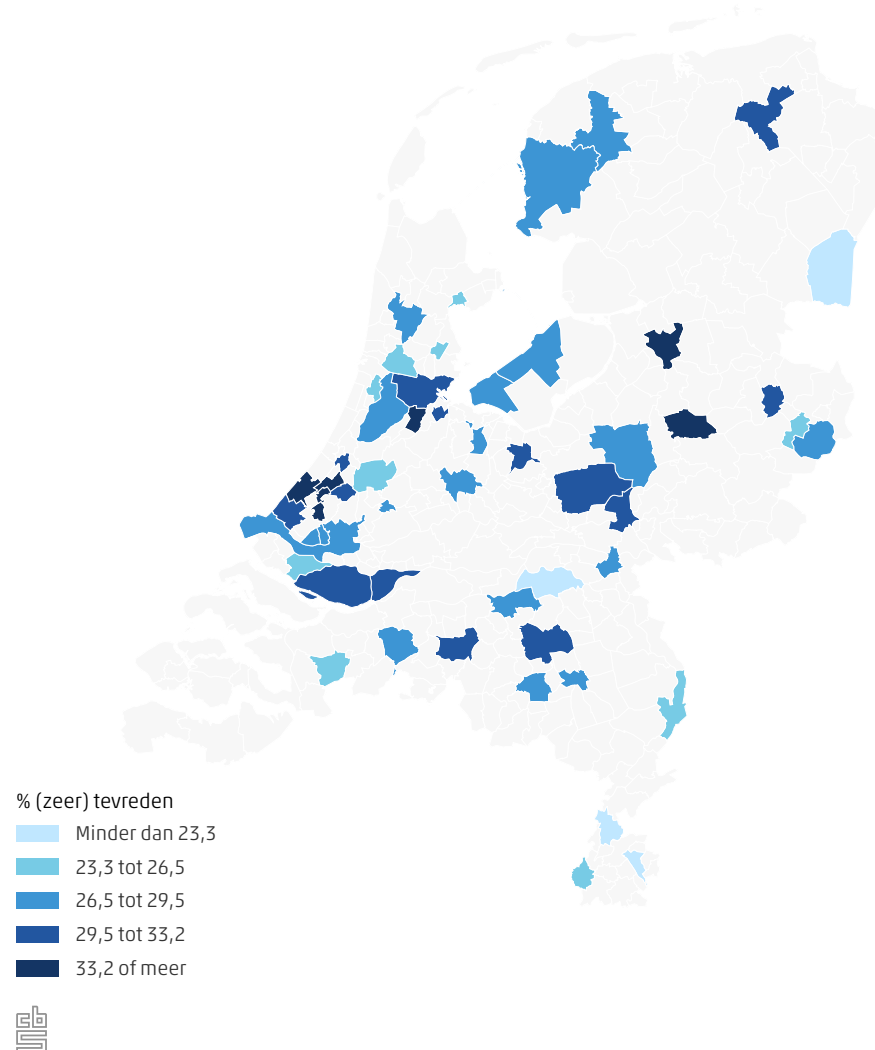 % (zeer) tevreden
Minder dan 23,3
23,3 tot 26,5
26,5 tot 29,5
29,5 tot 33,2
33,2 of meer